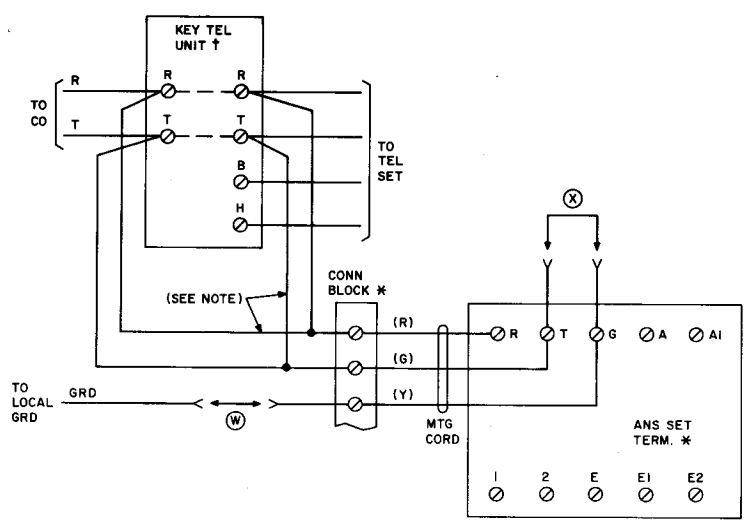 KEY TEL
UNIT †
R
R
R
TO
CO
T
T
T
TO
TEL
SET
B
H
X
CONN
BLOCK *
(SEE NOTE)
(R)
R
T
G
A
A1
(G)
TO
LOCAL
GRD
GRD
(Y)
W
MTG
CORD
ANS SET
TERM. *
1
2
E
E1
E2